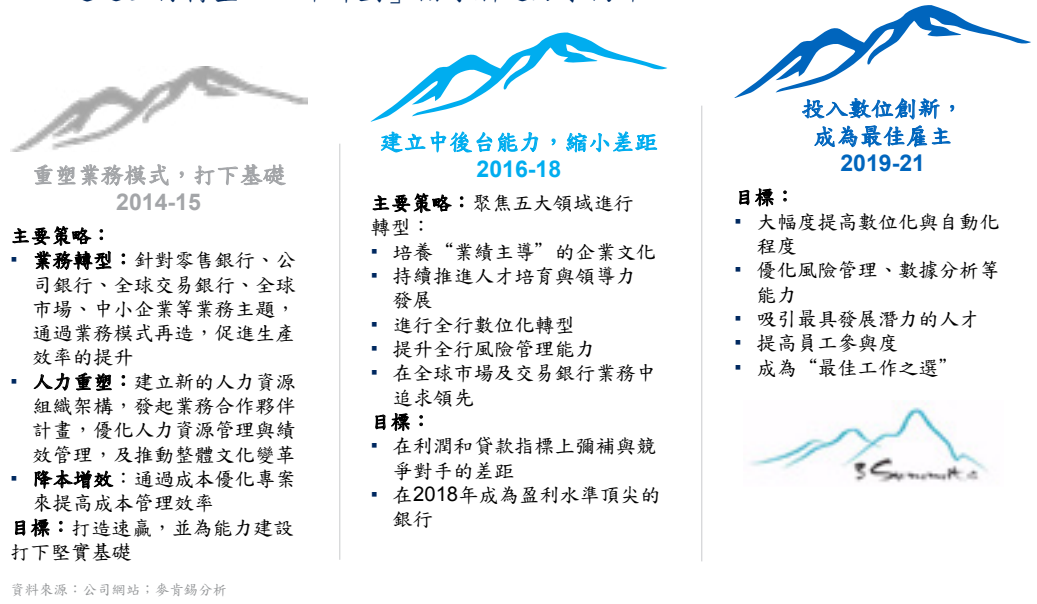 重塑業務模式,打下基礎
2014-15
主要策略:
▪ 業務轉型:針對零售銀行、公
司銀行、全球交易銀行、全球
市場、中小企業等業務主題,
通過業務模式再造,促進生產
效率的提升
▪ 人力重塑:建立新的人力資源
組織架構,發起業務合作夥伴
計畫,優化人力資源管理與績
效管理,及推動整體文化變革
▪ 降本增效:通過成本優化專案
來提高成本管理效率
目標:打造速贏,並為能力建設
打下堅實基礎
建立中後台能力,縮小差距
2016-18
主要策略:聚焦五大領域進行
轉型:
▪ 培養“業績主導”的企業文化
▪ 持續推進人才培育與領導力
發展
▪ 進行全行數位化轉型
▪ 提升全行風險管理能力
▪ 在全球市場及交易銀行業務中
追求領先
目標:
▪ 在利潤和貸款指標上彌補與競
爭對手的差距
▪ 在2018年成為盈利水準頂尖的
銀行
投入數位創新,
成為最佳雇主
2019-21
目標:
▪ 大幅度提高數位化與自動化
程度
▪ 優化風險管理、數據分析等
能力
▪ 吸引最具發展潛力的人才
▪ 提高員工參與度
▪ 成為“最佳工作之選”
資料來源:公司網站;麥肯錫分析